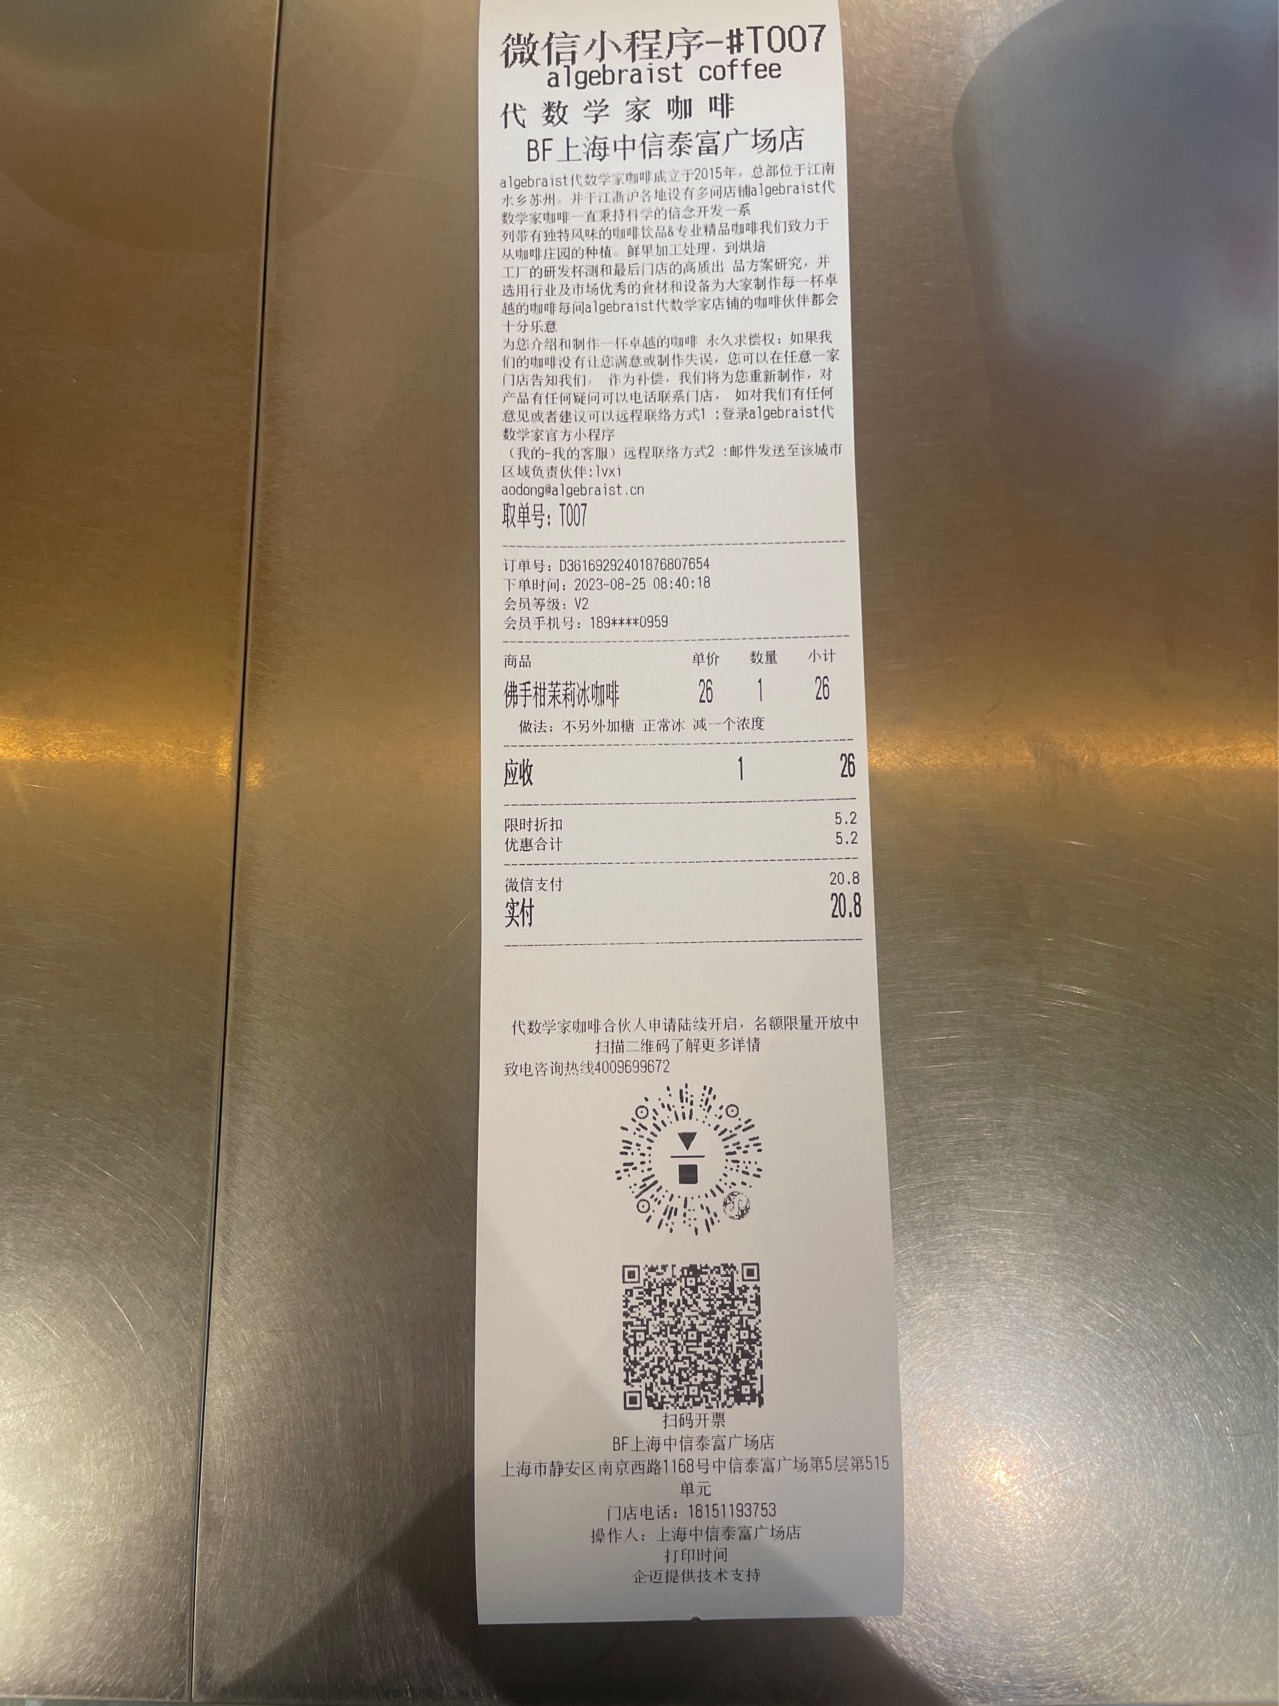 微信小程序-#T007
algebraist coffee
代数学家咖啡
BF上海中信泰富广场店
algebraist代数学家咖啡成立于2015年，总部位于江南
水乡苏州。并于江浙沪各地设有多间店铺algebraist代
数学家咖啡一直秉持科学的信念开发一系
列带有独特风味的咖啡饮品&专业精品咖啡我们致力于
从咖啡庄园的种植。鲜果加工处理，到烘焙
工厂的研发杯测和最后门店的高质出 品方案研究，并
选用行业及市场优秀的食材和设备为大家制作每一杯卓
越的咖啡每间algebraist代数学家店铺的咖啡伙伴都会
十分乐意
为您介绍和制作一杯卓越的咖啡 永久求偿权：如果我
们的咖啡没有让您满意或制作失误，您可以在任意一家
门店告知我们， 作为补偿，我们将为您重新制作，对
产品有任何疑问可以电话联系门店， 如对我们有任何
意见或者建议可以远程联络方式1 :登录algebraist代
数学家官方小程序
（我的-我的客服）远程联络方式2 :邮件发送至该城市
区域负责伙伴:lvxi
aodong@algebraist.cn
取单号：T007
订单号：D36169292401876807654
下单时间：2023-08-25 08:40:18
会员等级：V2
会员手机号：189****0959
商品 单价 数量 小计
佛手柑茉莉冰咖啡 26 1 26
做法：不另外加糖 正常冰 减一个浓度
应收 1 26
限时折扣 5.2
优惠合计 5.2
微信支付 20.8
实付 20.8
代数学家咖啡合伙人申请陆续开启，名额限量开放中
扫描二维码了解更多详情
致电咨询热线4009699672
扫码开票
BF上海中信泰富广场店
上海市静安区南京西路1168号中信泰富广场第5层第515
单元
门店电话：18151193753
操作人：上海中信泰富广场店
打印时间
企迈提供技术支持